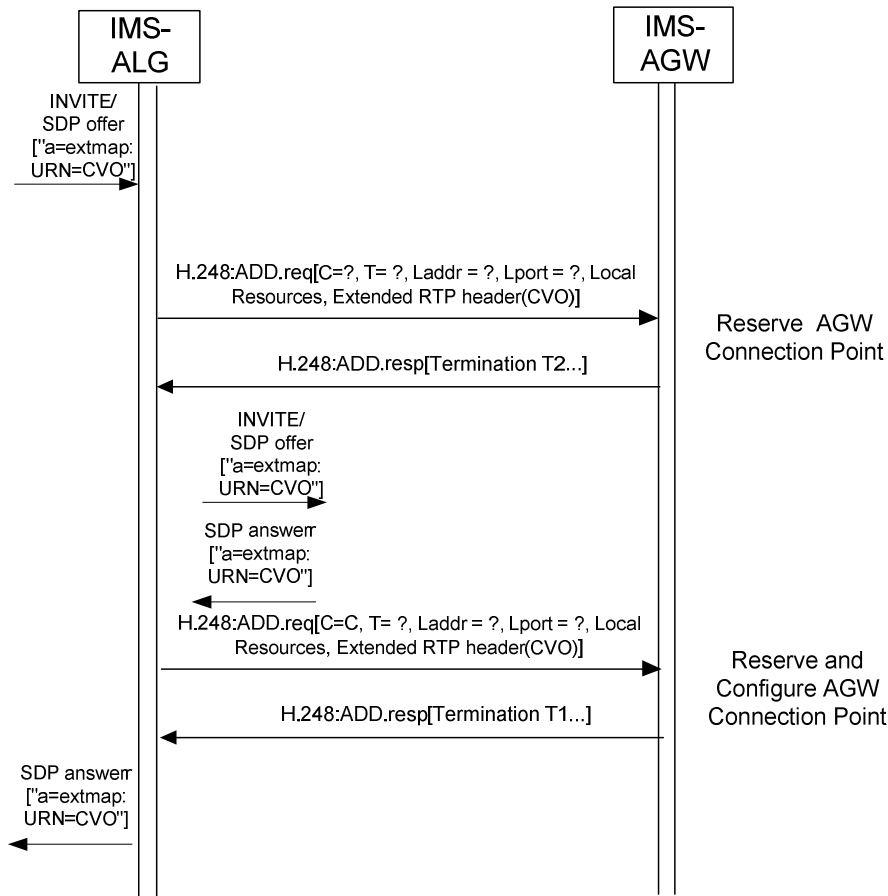 IMS-
ALG
IMS-
AGW
INVITE/
SDP offer
["a=extmap:
URN=CVO"]
H.248:ADD.req[C=?, T= ?, Laddr = ?, Lport = ?, Local
Resources, Extended RTP header(CVO)]
Reserve AGW
Connection Point
H.248:ADD.resp[Termination T2...]
INVITE/
SDP offer
["a=extmap:
URN=CVO"]
SDP answerr
["a=extmap:
URN=CVO"]
H.248:ADD.req[C=C, T= ?, Laddr = ?, Lport = ?, Local
Resources, Extended RTP header(CVO)]
Reserve and
Configure AGW
Connection Point
H.248:ADD.resp[Termination T1...]
SDP answerr
["a=extmap:
URN=CVO"]